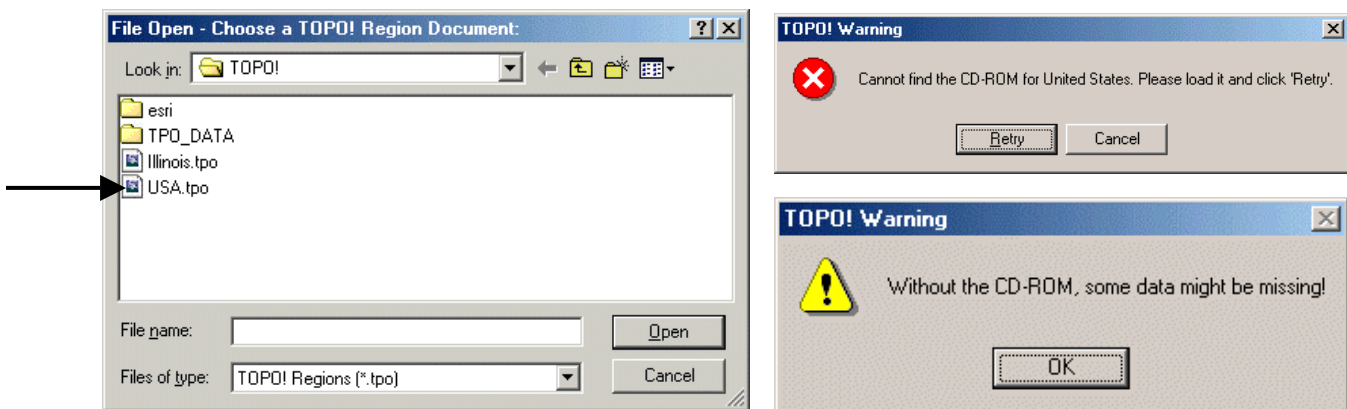 File Open - Choose a TOPO! Region Document:
Look in: TOPO!
esri
TPO_DATA
Illinois.tpo
USA.tpo
File name:
Open
Files of type: TOPO! Regions (*.tpo)
Cancel
TOPO! Warning
Cannot find the CD-ROM for United States. Please load it and click 'Retry'.
Retry Cancel
TOPO! Warning
Without the CD-ROM, some data might be missing!
OK